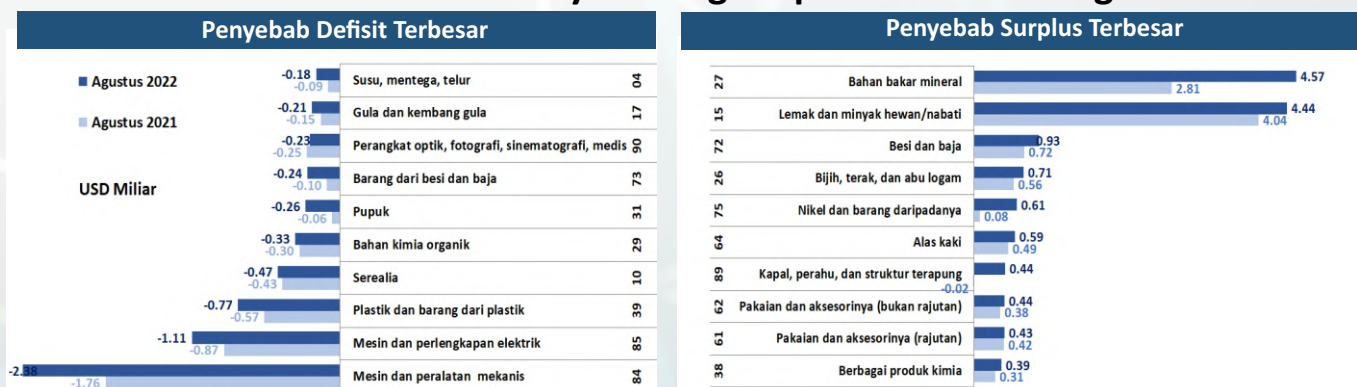 Penyebab Defisit Terbesar
Agustus 2022
Agustus 2021
USD Miliar
-0.18 -0.09 Susu, mentega, telur 04
-0.21 -0.15 Gula dan kembang gula 17
-0.23 -0.25 Perangkat optik, fotografi, sinematografi, medis 90
-0.24 -0.10 Barang dari besi dan baja 73
-0.26 -0.06 Pupuk 31
-0.33 -0.30 Bahan kimia organik 29
-0.47 -0.43 Serealia 10
-0.77 -0.57 Plastik dan barang dari plastik 39
-1.11 -0.87 Mesin dan perlengkapan elektrik 85
-2.38 -1.76 Mesin dan peralatan mekanis 84
Penyebab Surplus Terbesar
27 Bahan bakar mineral 4.57 2.81
15 Lemak dan minyak hewan/nabati 4.44 4.04
72 Besi dan baja 0.93 0.72
26 Bijih, terak, dan abu logam 0.71 0.56
75 Nikel dan barang daripadanya 0.61 0.08
64 Alas kaki 0.59 0.49
89 Kapal, perahu, dan struktur terapung 0.44 -0.02
62 Pakaian dan aksesorinya (bukan rajutan) 0.44 0.38
61 Pakaian dan aksesorinya (rajutan) 0.43 0.42
38 Berbagai produk kimia 0.39 0.31